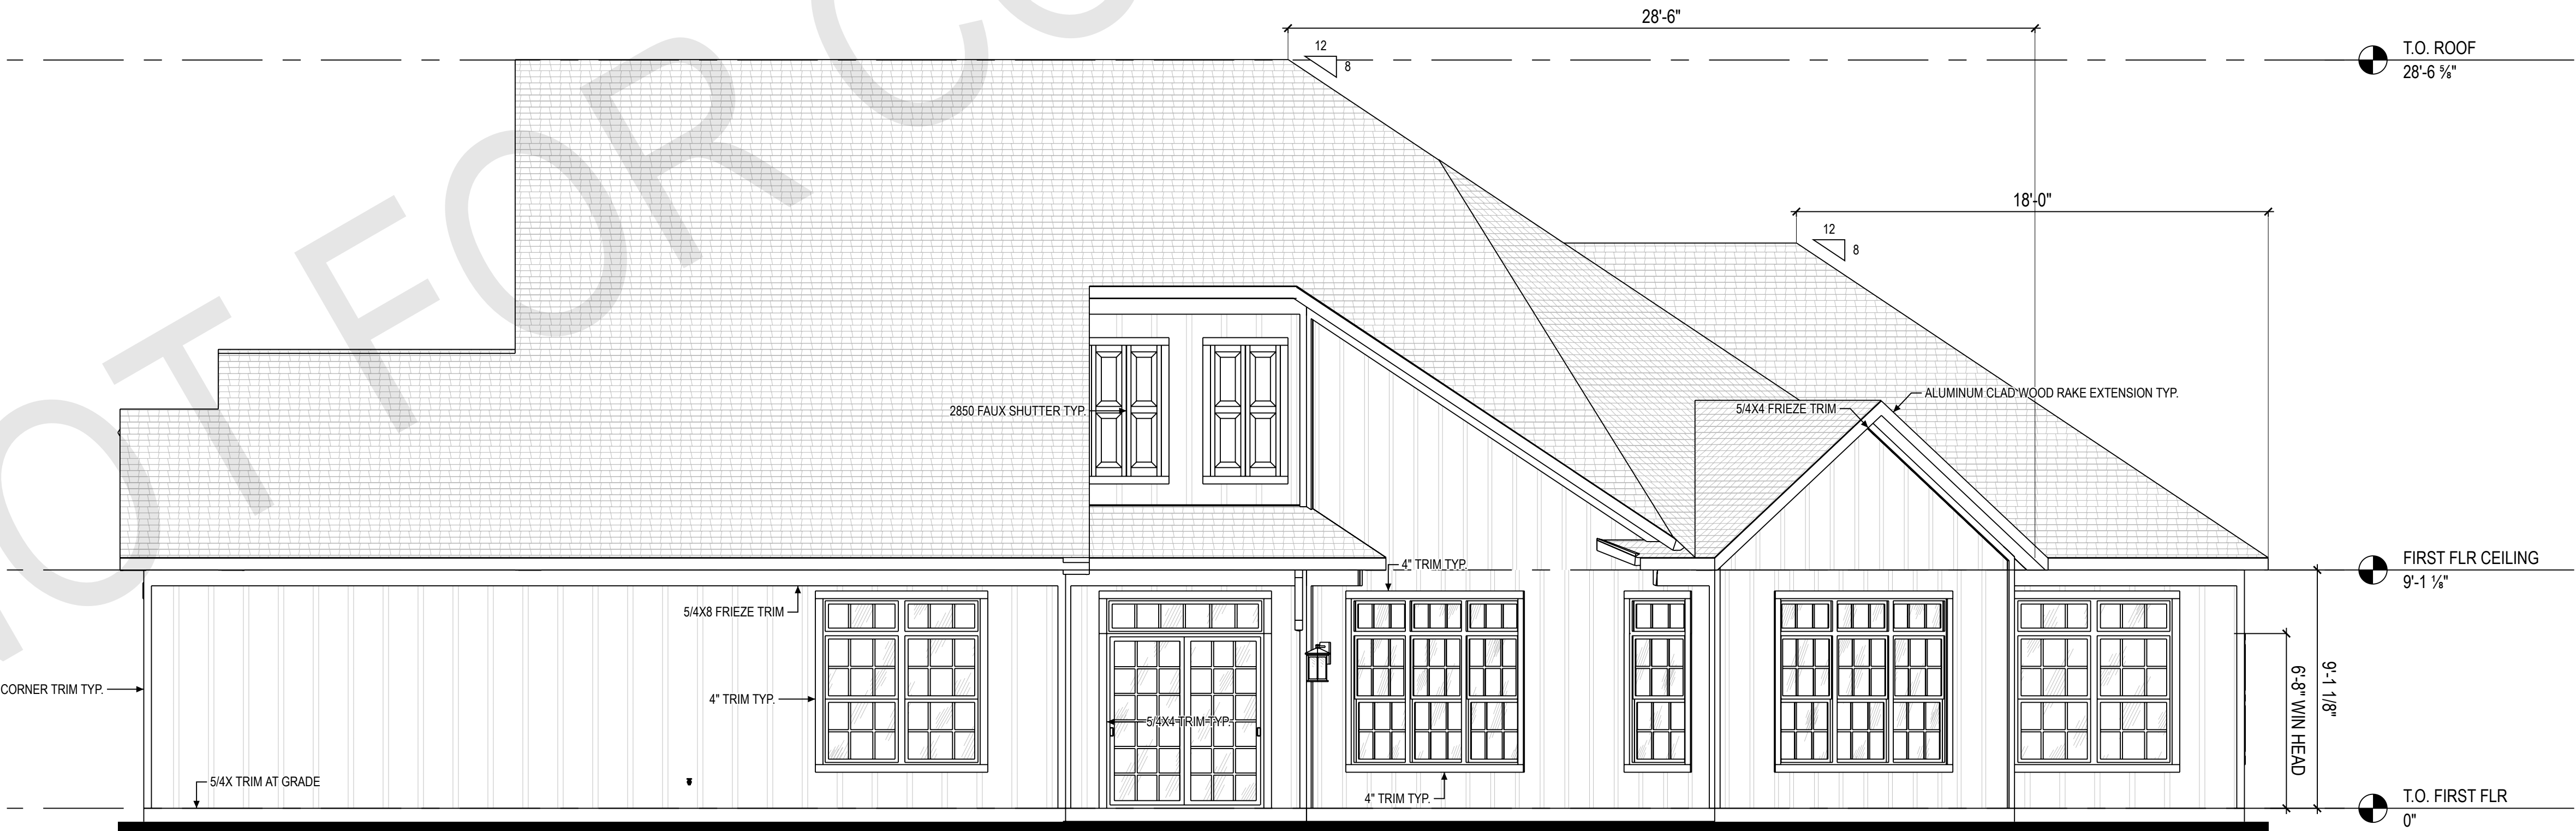 28'-6"
12
8
T.O. ROOF
28'-6 ⅝"
18'-0"
12
8
ALUMINUM CLAD WOOD RAKE EXTENSION TYP.
5/4X4 FRIEZE TRIM
2850 FAUX SHUTTER TYP.
FIRST FLR CEILING
9'-1 ⅛"
4" TRIM TYP.
5/4X8 FRIEZE TRIM
CORNER TRIM TYP.
4" TRIM TYP.
5/4X4 TRIM TYP.
6'-8" WIN HEAD
9'-1 1/8"
5/4X TRIM AT GRADE
4" TRIM TYP.
T.O. FIRST FLR
0"
OT FOR CO